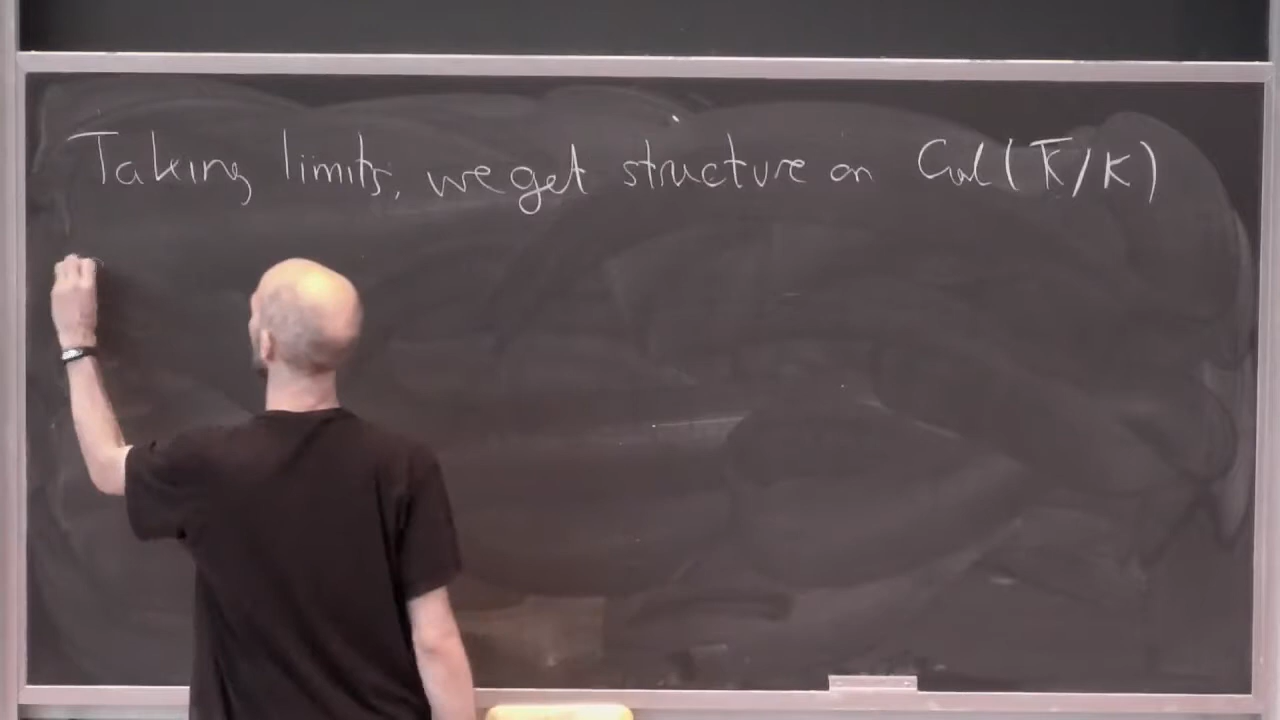 Taking limits, we get structure on Gal(K̅/K)